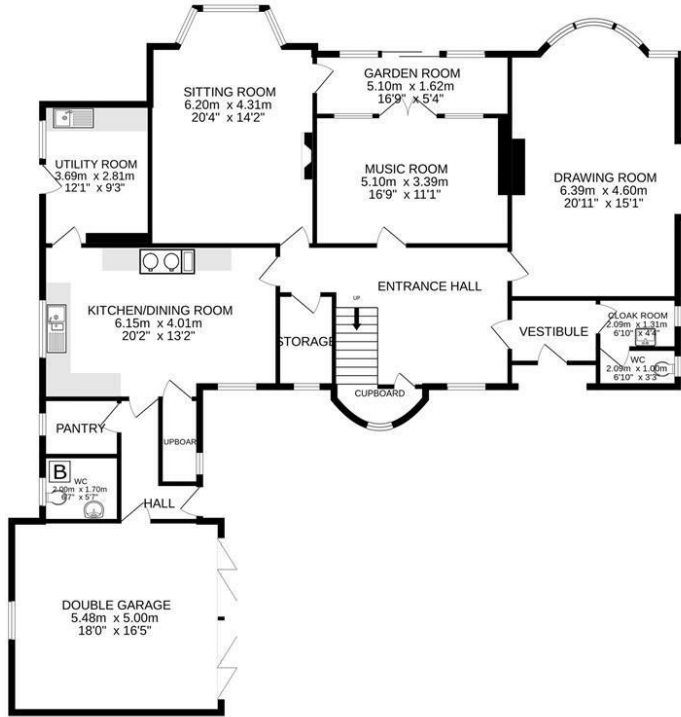 SITTING ROOM
6.20m x 4.31m
20'4" x 14'2"
GARDEN ROOM
5.10m x 1.62m
16'9" x 5'4"
UTILITY ROOM
3.69m x 2.81m
12'1" x 9'3"
MUSIC ROOM
5.10m x 3.39m
16'9" x 11'1"
DRAWING ROOM
6.39m x 4.60m
20'11" x 15'1"
KITCHEN/DINING ROOM
6.15m x 4.01m
20'2" x 13'2"
ENTRANCE HALL
UP
STORAGE
VESTIBULE
CLOAK ROOM
2.09m x 1.31m
6'10" x 4'4"
WC
2.09m x 1.00m
6'10" x 3'3"
CUPBOARD
PANTRY
UPBOAR
B
WC
2.00m x 1.70m
6'7" x 5'7"
HALL
DOUBLE GARAGE
5.48m x 5.00m
18'0" x 16'5"